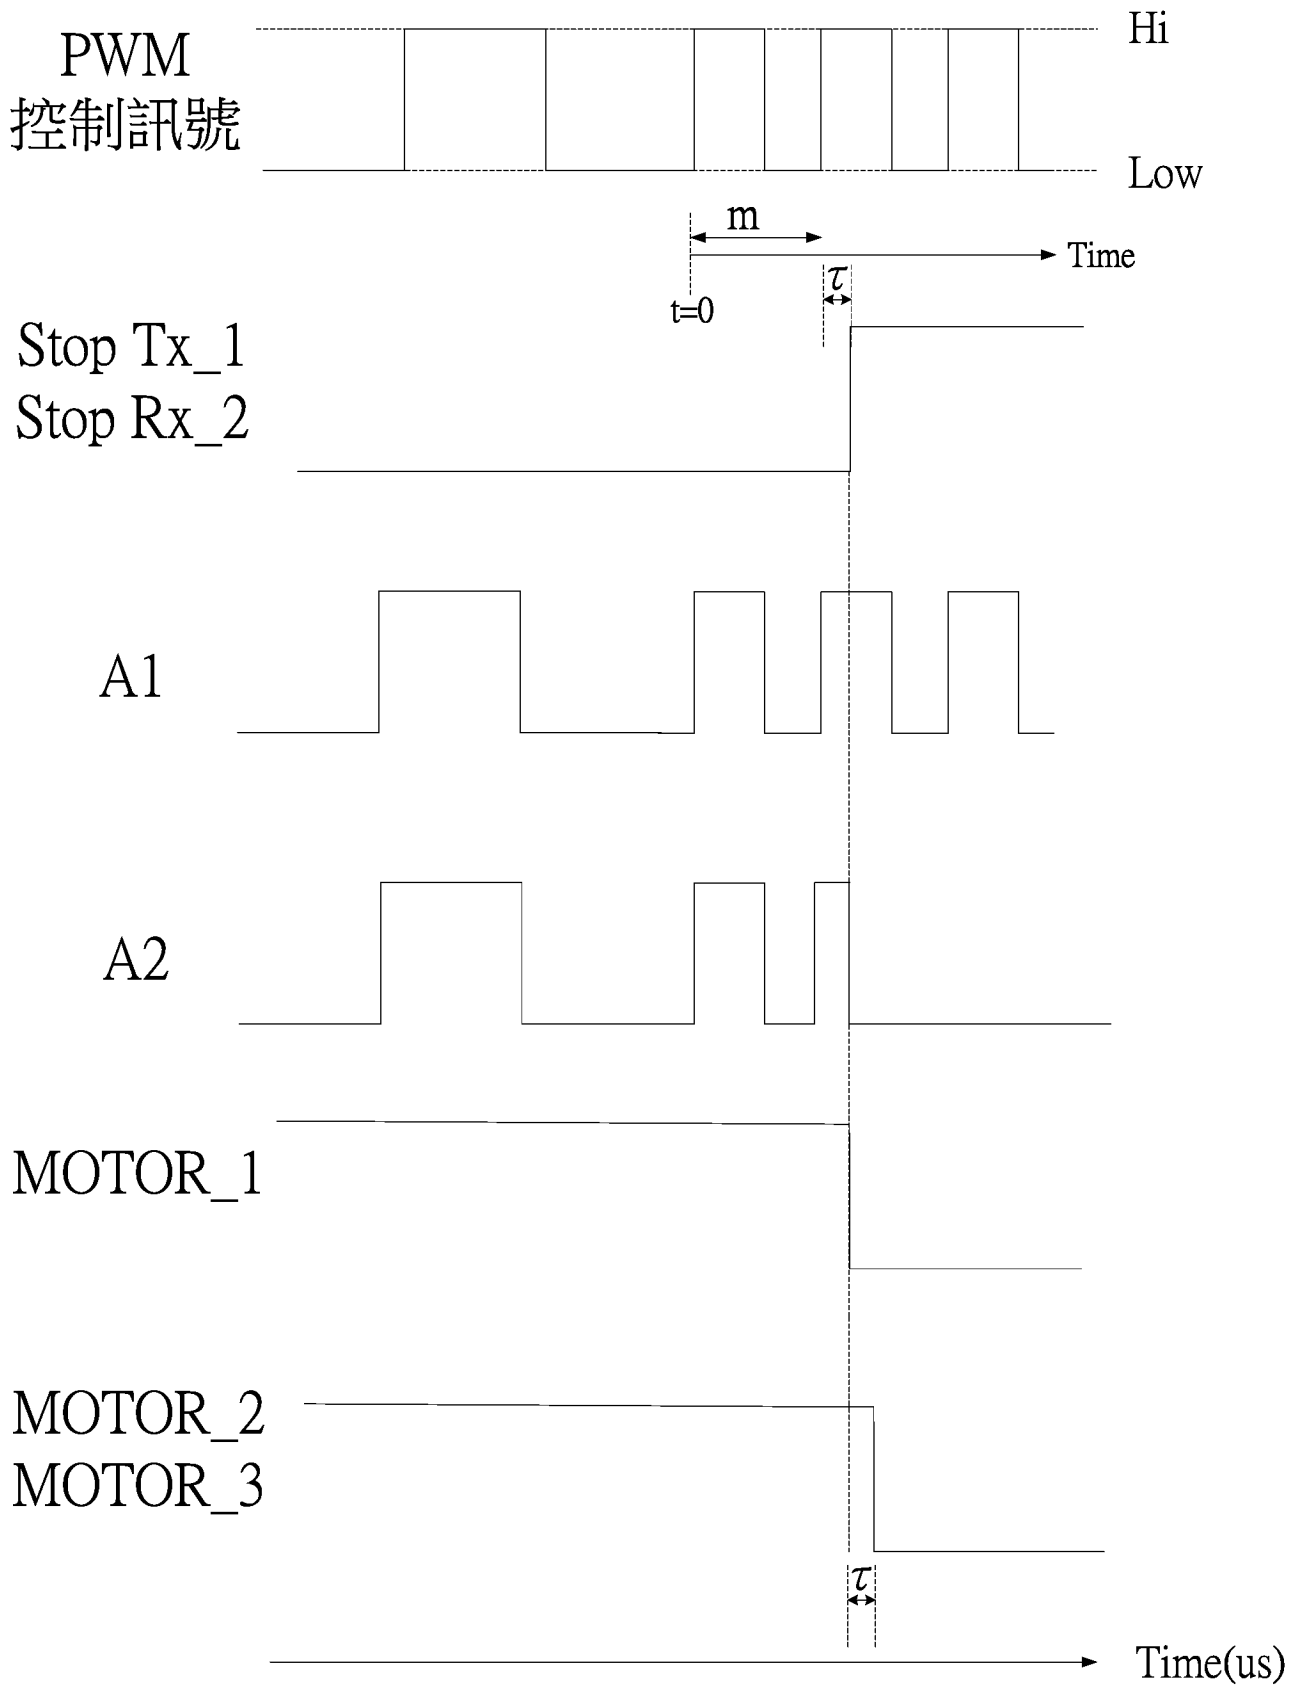 Hi
PWM
控制訊號
Low
m
Time
τ
t=0
Stop Tx_1
Stop Rx_2
A1
A2
MOTOR_1
MOTOR_2
MOTOR_3
τ
Time(us)